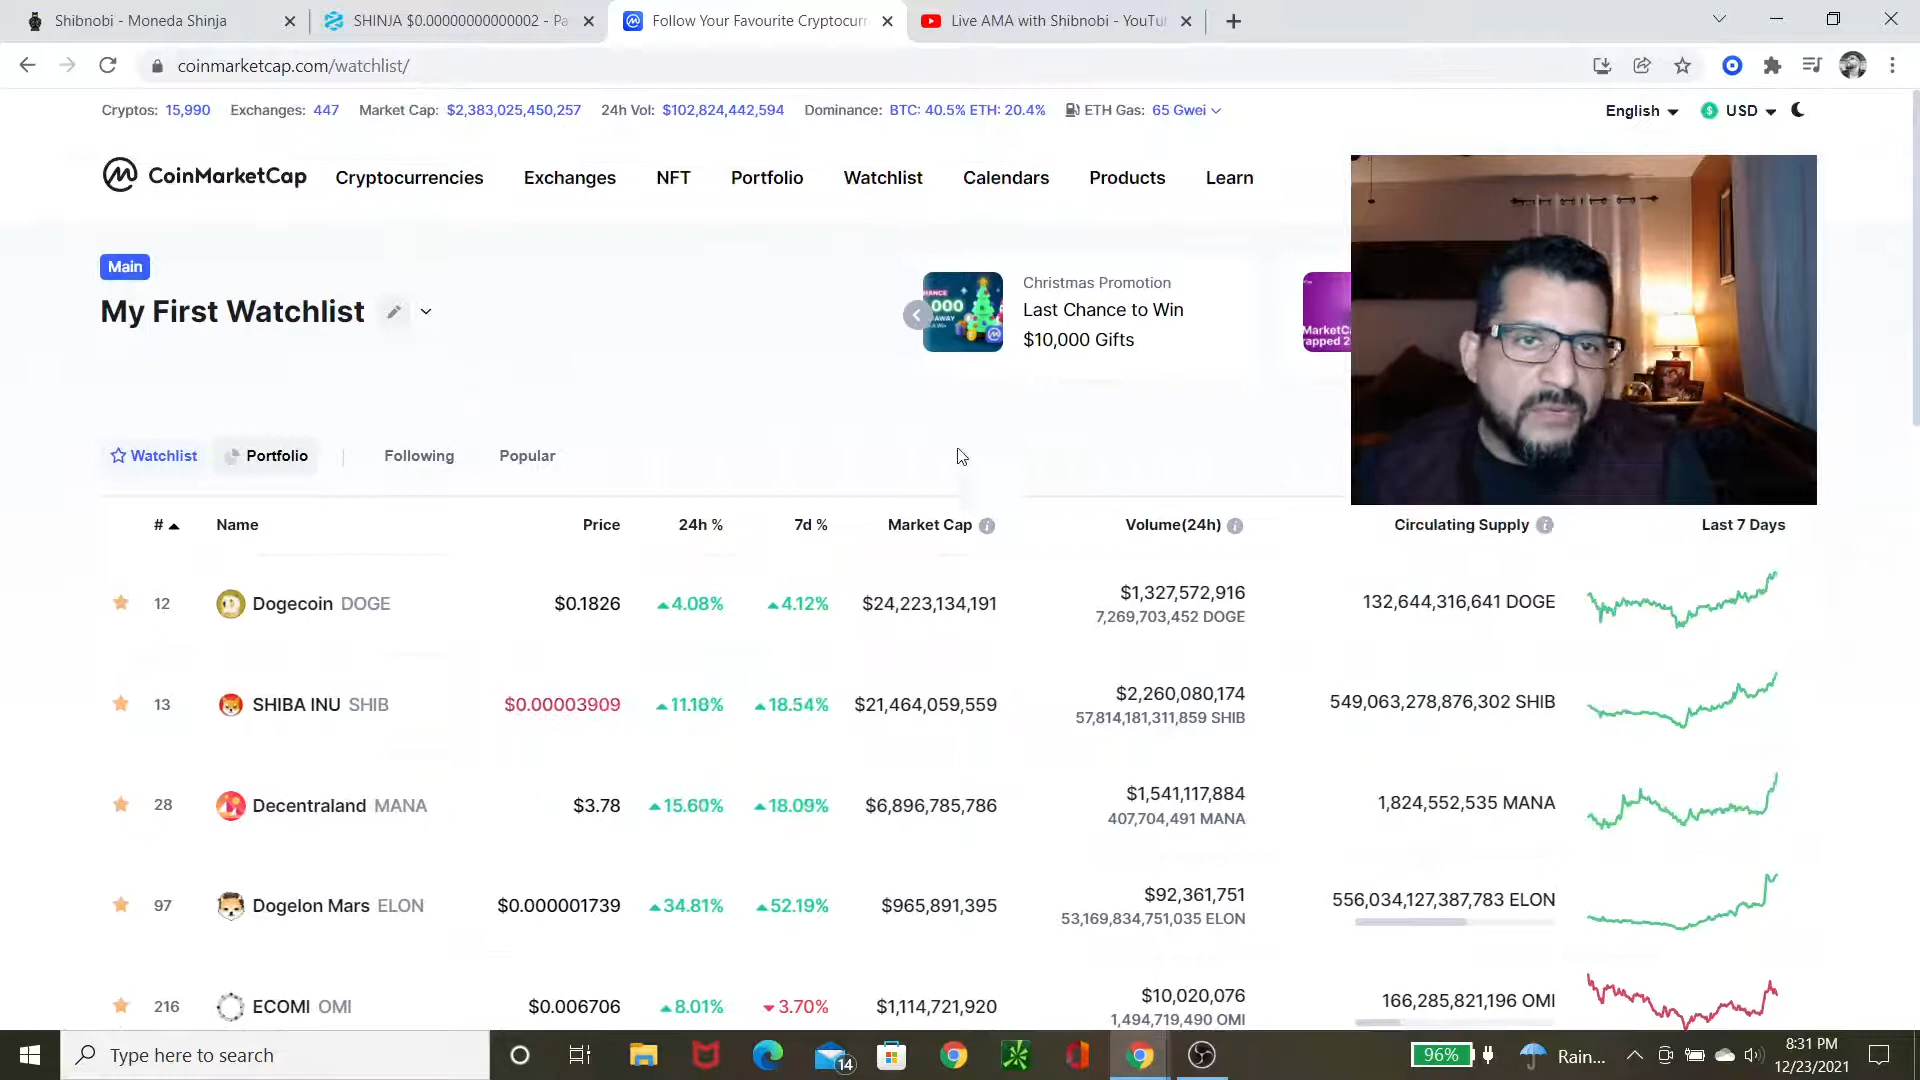 Shibnobi - Moneda Shinja
SHINJA $0.00000000000002 - Pa
Follow Your Favourite Cryptocurr
Live AMA with Shibnobi - YouTu
coinmarketcap.com/watchlist/
Cryptos: 15,990 Exchanges: 447 Market Cap: $2,383,025,450,257 24h Vol: $102,824,442,594 Dominance: BTC: 40.5% ETH: 20.4% ETH Gas: 65 Gwei
English USD
CoinMarketCap Cryptocurrencies Exchanges NFT Portfolio Watchlist Calendars Products Learn
Main
My First Watchlist
Christmas Promotion
Last Chance to Win
$10,000 Gifts
Watchlist Portfolio Following Popular
# Name Price 24h % 7d % Market Cap Volume(24h) Circulating Supply Last 7 Days
12 Dogecoin DOGE $0.1826 4.08% 4.12% $24,223,134,191 $1,327,572,916 132,644,316,641 DOGE
7,269,703,452 DOGE
13 SHIBA INU SHIB $0.00003909 11.18% 18.54% $21,464,059,559 $2,260,080,174 549,063,278,876,302 SHIB
57,814,181,311,859 SHIB
28 Decentraland MANA $3.78 15.60% 18.09% $6,896,785,786 $1,541,117,884 1,824,552,535 MANA
407,704,491 MANA
97 Dogelon Mars ELON $0.000001739 34.81% 52.19% $965,891,395 $92,361,751 556,034,127,387,783 ELON
53,169,834,751,035 ELON
216 ECOMI OMI $0.006706 8.01% 3.70% $1,114,721,920 $10,020,076 166,285,821,196 OMI
1,494,719,490 OMI
Type here to search
14
96%
Rain...
8:31 PM
12/23/2021